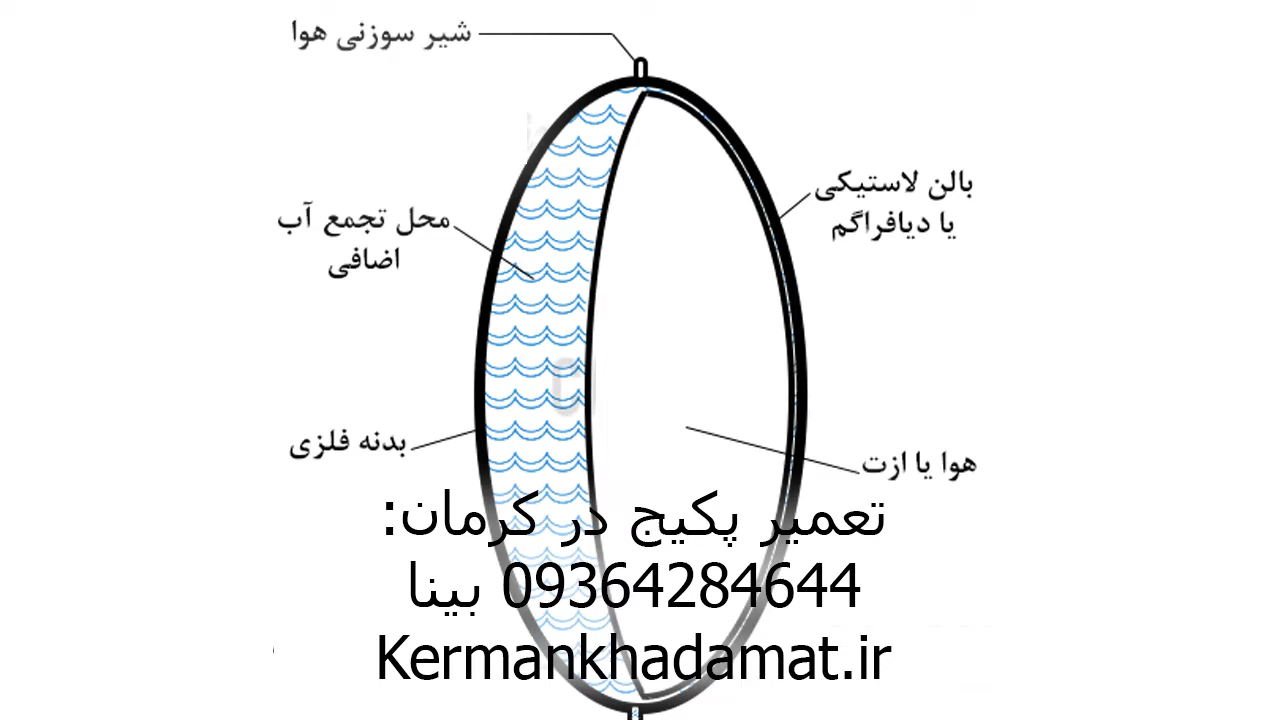 شیر سوزنی هوا
بالن لاستیکی
یا دیافراگم
محل تجمع آب
اضافی
بدنه فلزی
هوا یا ازت
تعمیر پکیج در کرمان:
09364284644 بینا
Kermankhadamat.ir